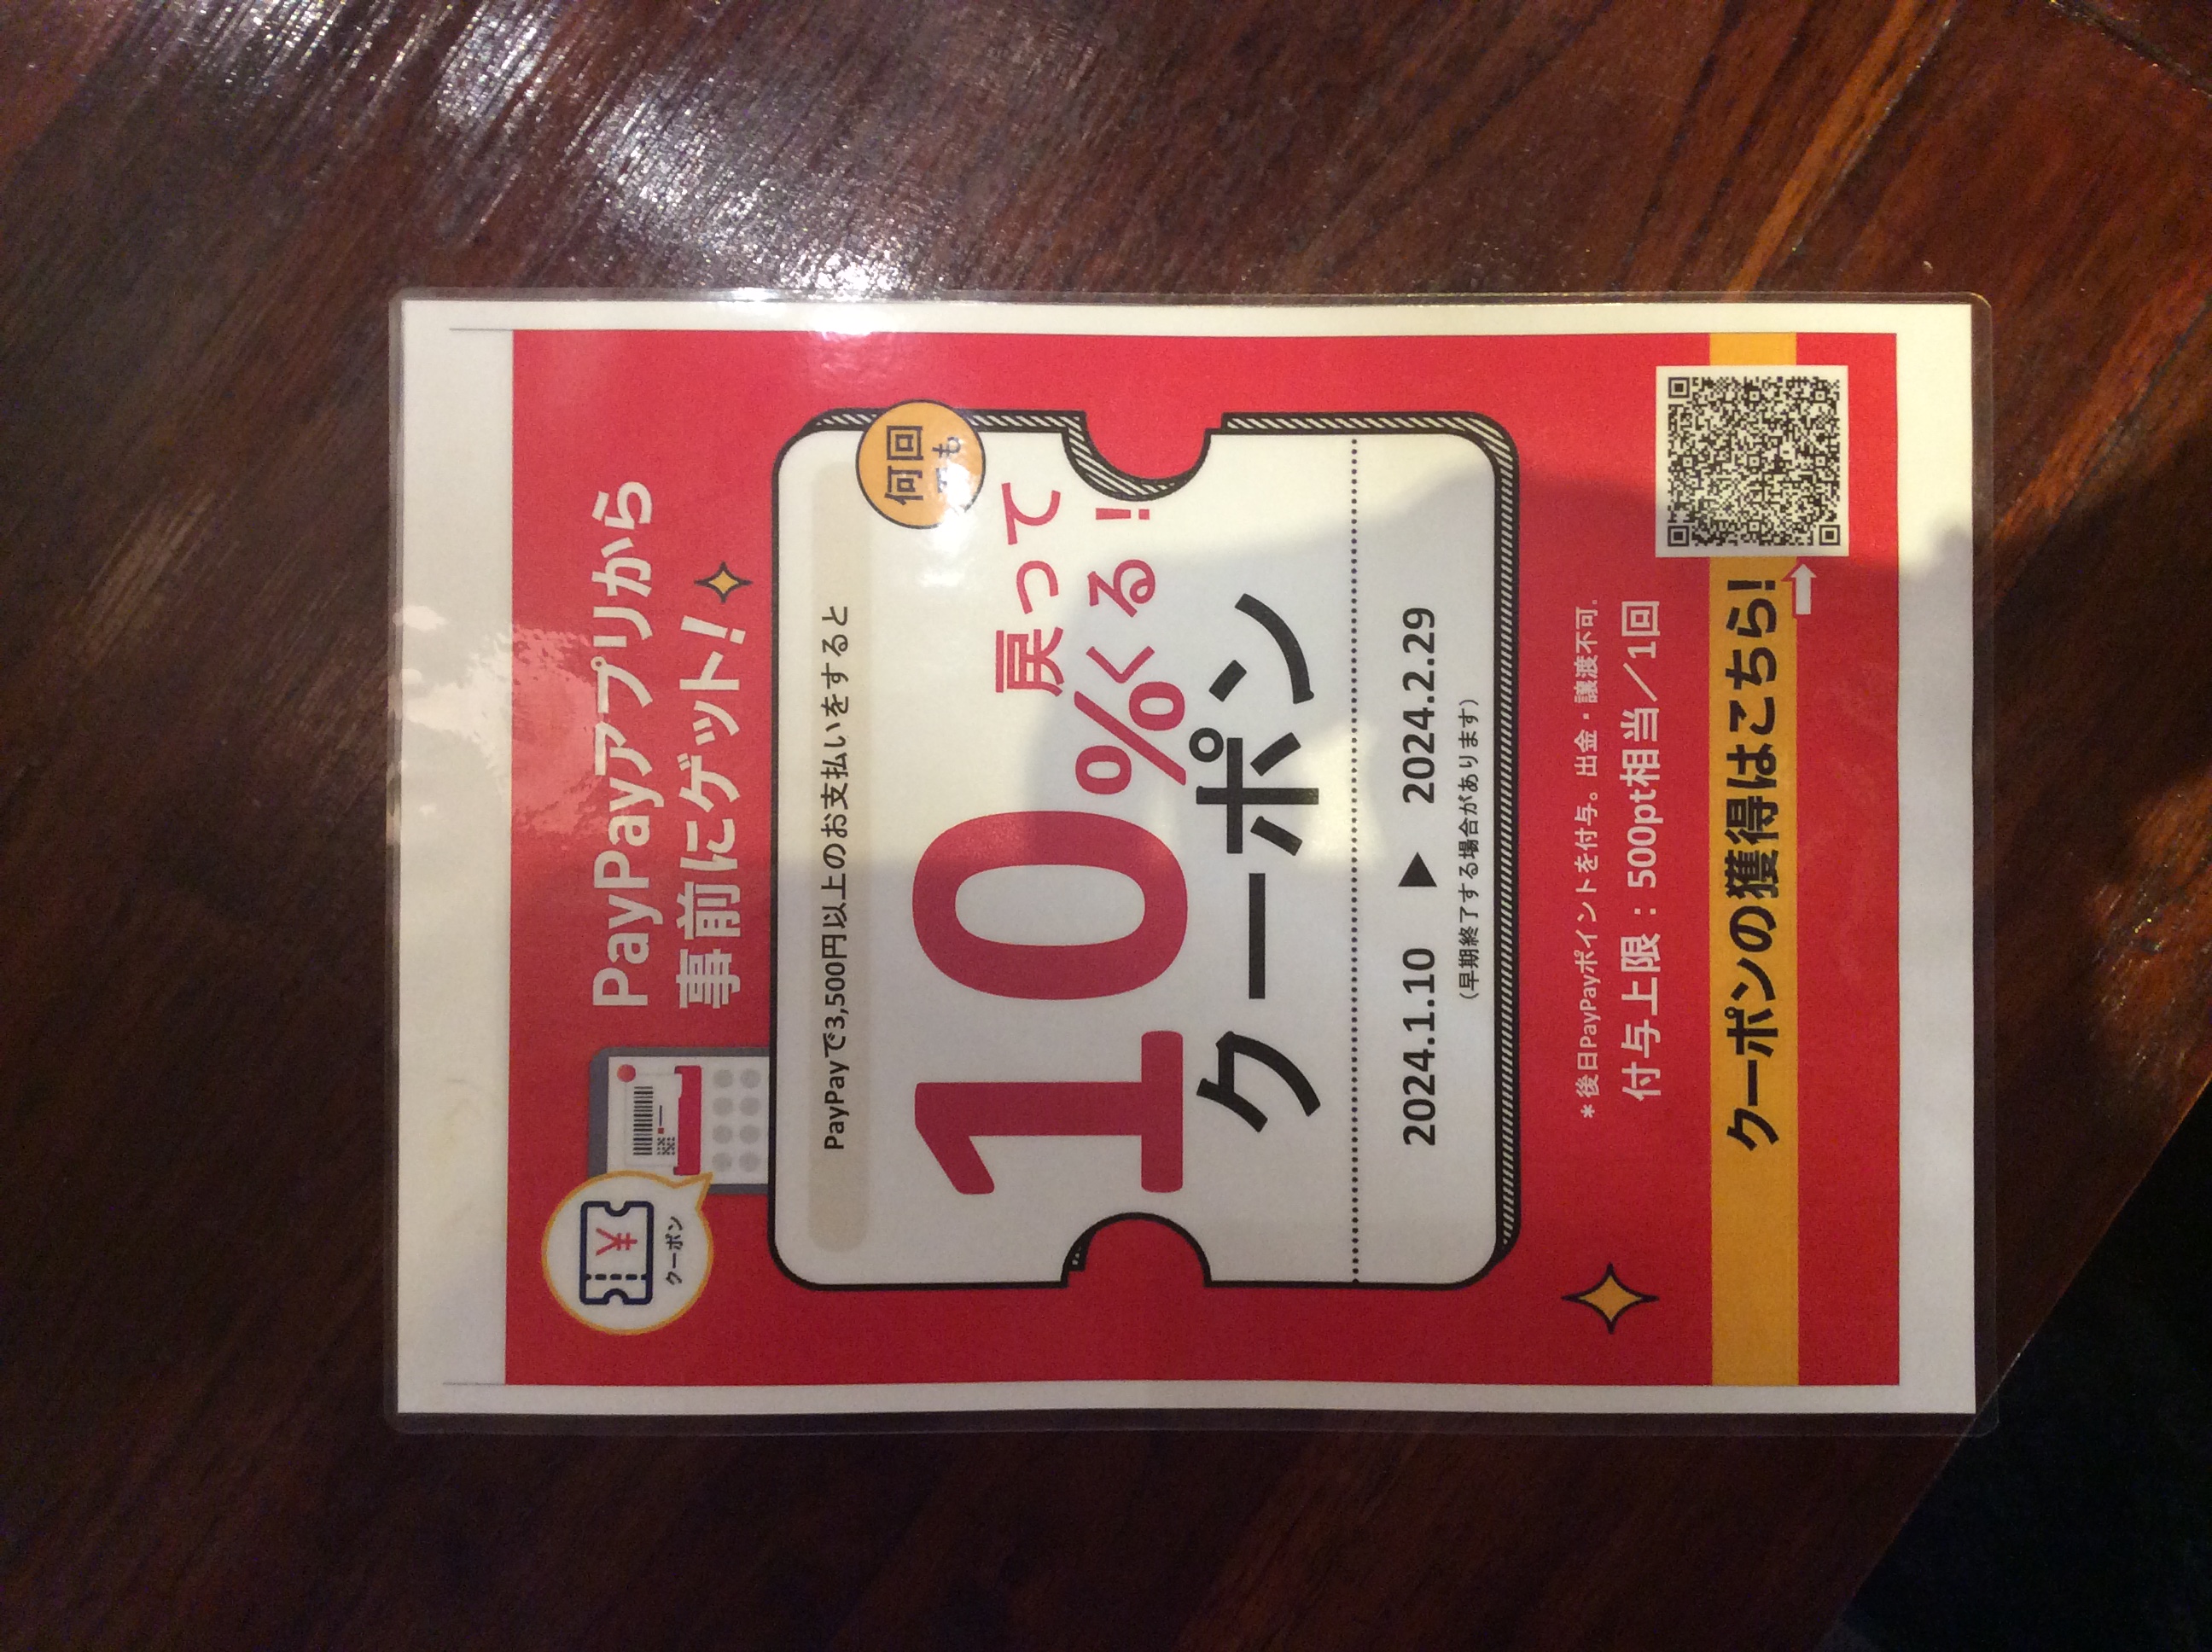 PayPayアプリから
事前にゲット!
¥
クーポン
PayPayで3,500円以上のお支払いをすると
何回
でも
10%
戻って
くる!
クーポン
2024.1.10 ▶ 2024.2.29
(早期終了する場合があります)
*後日PayPayポイントを付与。出金・譲渡不可。
付与上限：500pt相当／1回
クーポンの獲得はこちら!